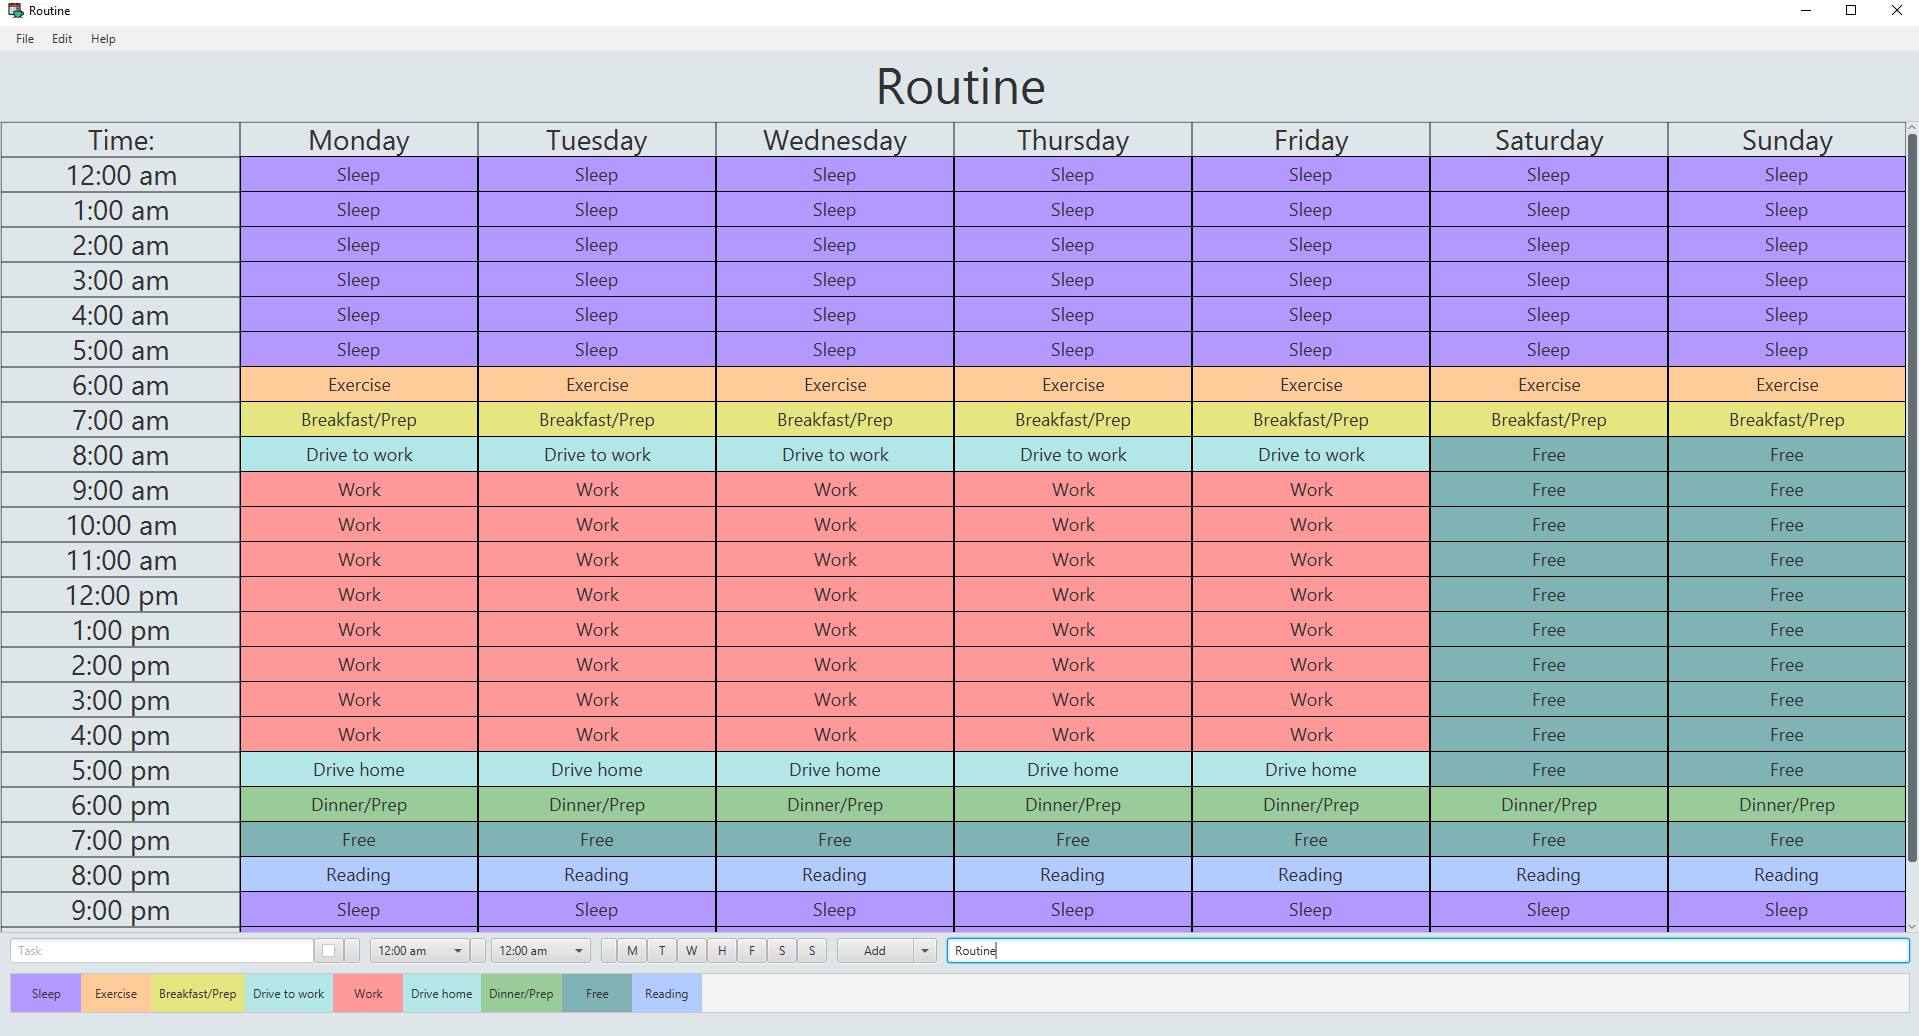 Routine
File Edit Help
Routine
Time: Monday Tuesday Wednesday Thursday Friday Saturday Sunday
12:00 am Sleep Sleep Sleep Sleep Sleep Sleep Sleep
1:00 am Sleep Sleep Sleep Sleep Sleep Sleep Sleep
2:00 am Sleep Sleep Sleep Sleep Sleep Sleep Sleep
3:00 am Sleep Sleep Sleep Sleep Sleep Sleep Sleep
4:00 am Sleep Sleep Sleep Sleep Sleep Sleep Sleep
5:00 am Sleep Sleep Sleep Sleep Sleep Sleep Sleep
6:00 am Exercise Exercise Exercise Exercise Exercise Exercise Exercise
7:00 am Breakfast/Prep Breakfast/Prep Breakfast/Prep Breakfast/Prep Breakfast/Prep Breakfast/Prep Breakfast/Prep
8:00 am Drive to work Drive to work Drive to work Drive to work Drive to work Free Free
9:00 am Work Work Work Work Work Free Free
10:00 am Work Work Work Work Work Free Free
11:00 am Work Work Work Work Work Free Free
12:00 pm Work Work Work Work Work Free Free
1:00 pm Work Work Work Work Work Free Free
2:00 pm Work Work Work Work Work Free Free
3:00 pm Work Work Work Work Work Free Free
4:00 pm Work Work Work Work Work Free Free
5:00 pm Drive home Drive home Drive home Drive home Drive home Free Free
6:00 pm Dinner/Prep Dinner/Prep Dinner/Prep Dinner/Prep Dinner/Prep Dinner/Prep Dinner/Prep
7:00 pm Free Free Free Free Free Free Free
8:00 pm Reading Reading Reading Reading Reading Reading Reading
9:00 pm Sleep Sleep Sleep Sleep Sleep Sleep Sleep
Task 12:00 am 12:00 am M T W H F S S Add Routine
Sleep Exercise Breakfast/Prep Drive to work Work Drive home Dinner/Prep Free Reading